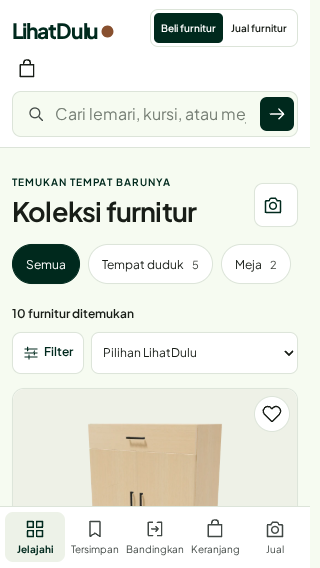 LihatDulu
Beli furnitur
Jual furnitur
Cari lemari, kursi, atau me
TEMUKAN TEMPAT BARUNYA
Koleksi furnitur
Semua
Tempat duduk 5
Meja 2
10 furnitur ditemukan
Filter
Pilihan LihatDulu
Jelajahi
Tersimpan
Bandingkan
Keranjang
Jual